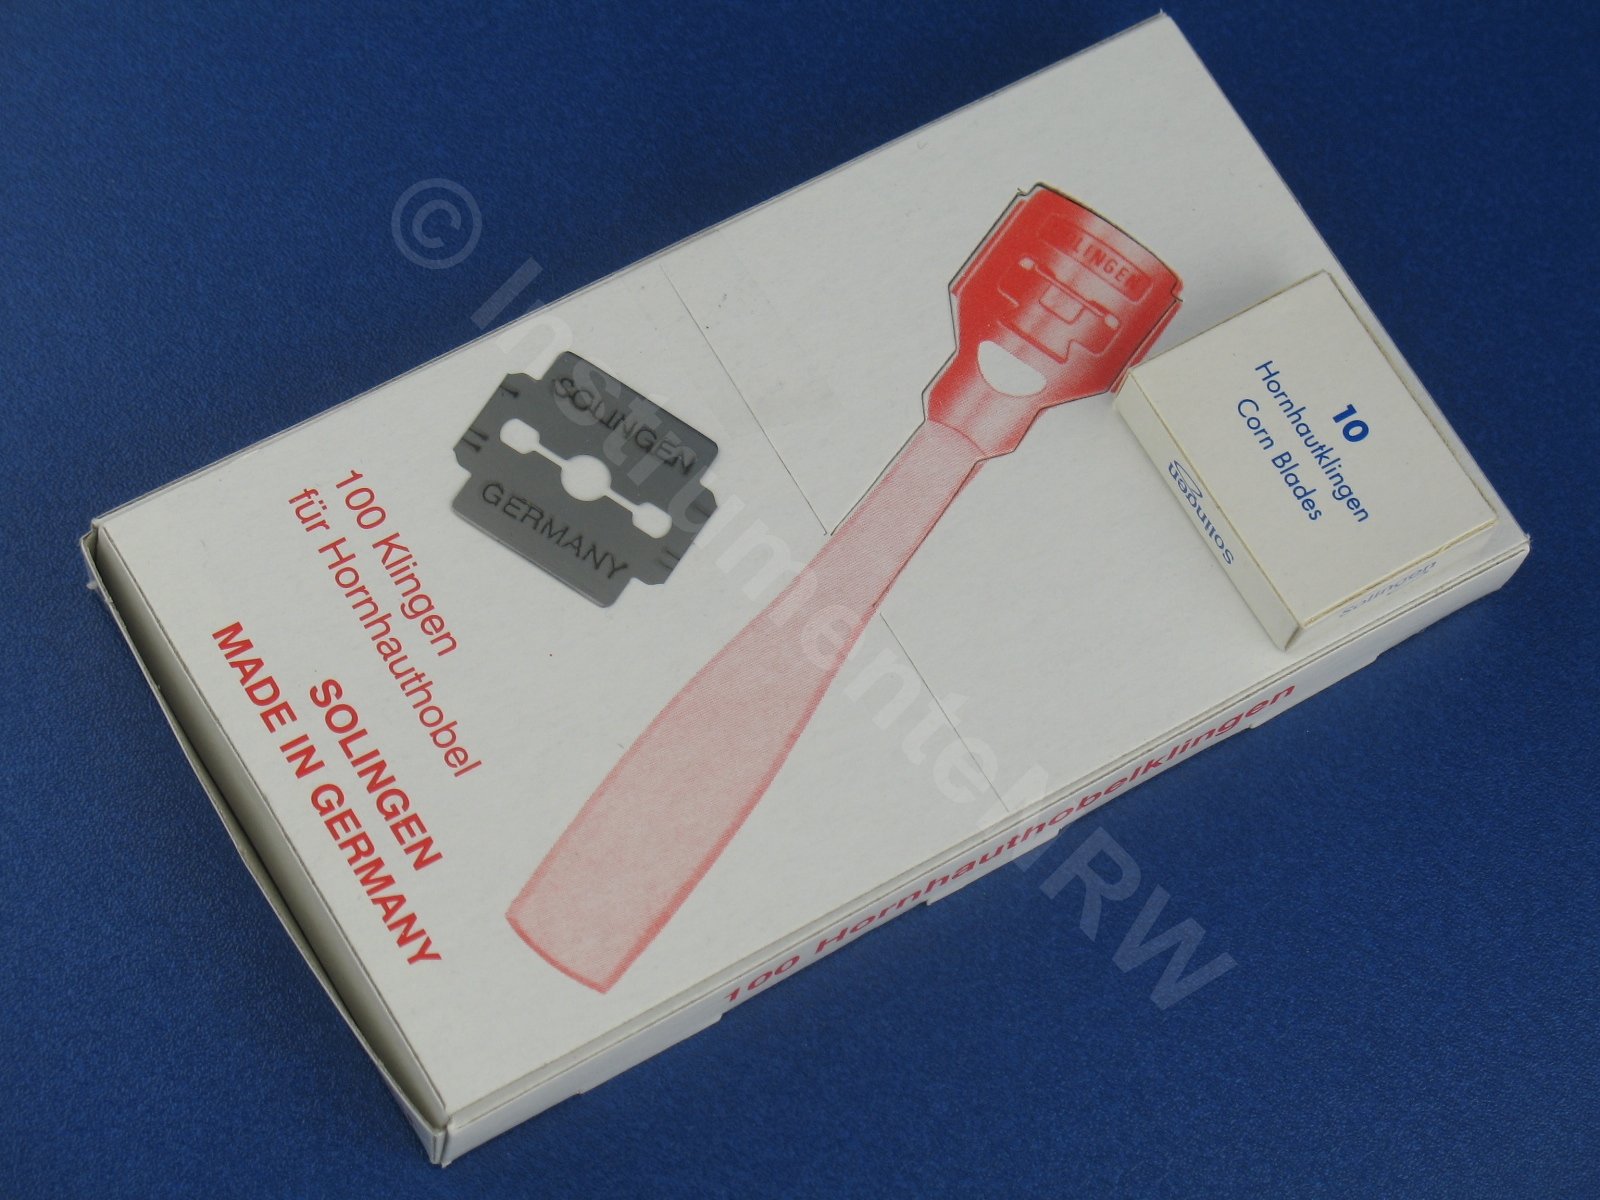 100 Klingen
für Hornhauthobel
SOLINGEN
MADE IN GERMANY
SOLINGEN
GERMANY
LINGEN
10
Hornhautklingen
Corn Blades
Solingen
Solingen
100 Hornhauthobelklingen
© InstrumenteNRW